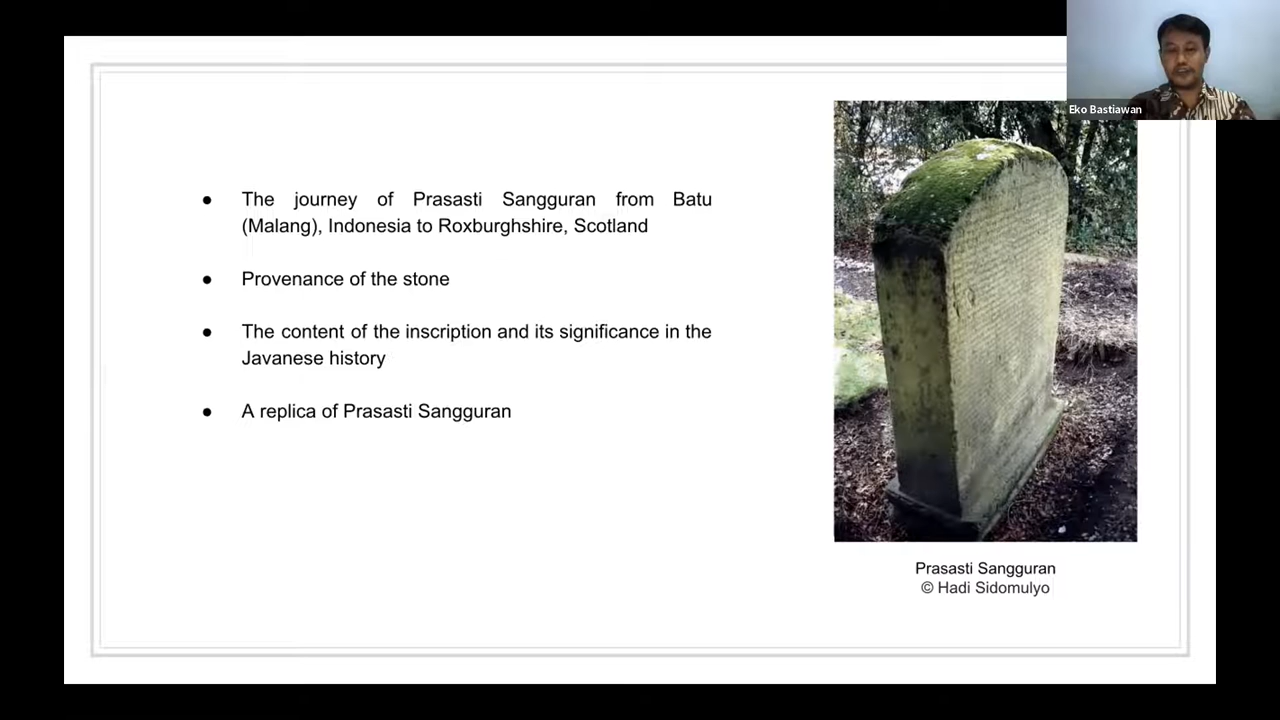 Eko Bastiawan
● The journey of Prasasti Sangguran from Batu
(Malang), Indonesia to Roxburghshire, Scotland
● Provenance of the stone
● The content of the inscription and its significance in the
Javanese history
● A replica of Prasasti Sangguran
Prasasti Sangguran
© Hadi Sidomulyo